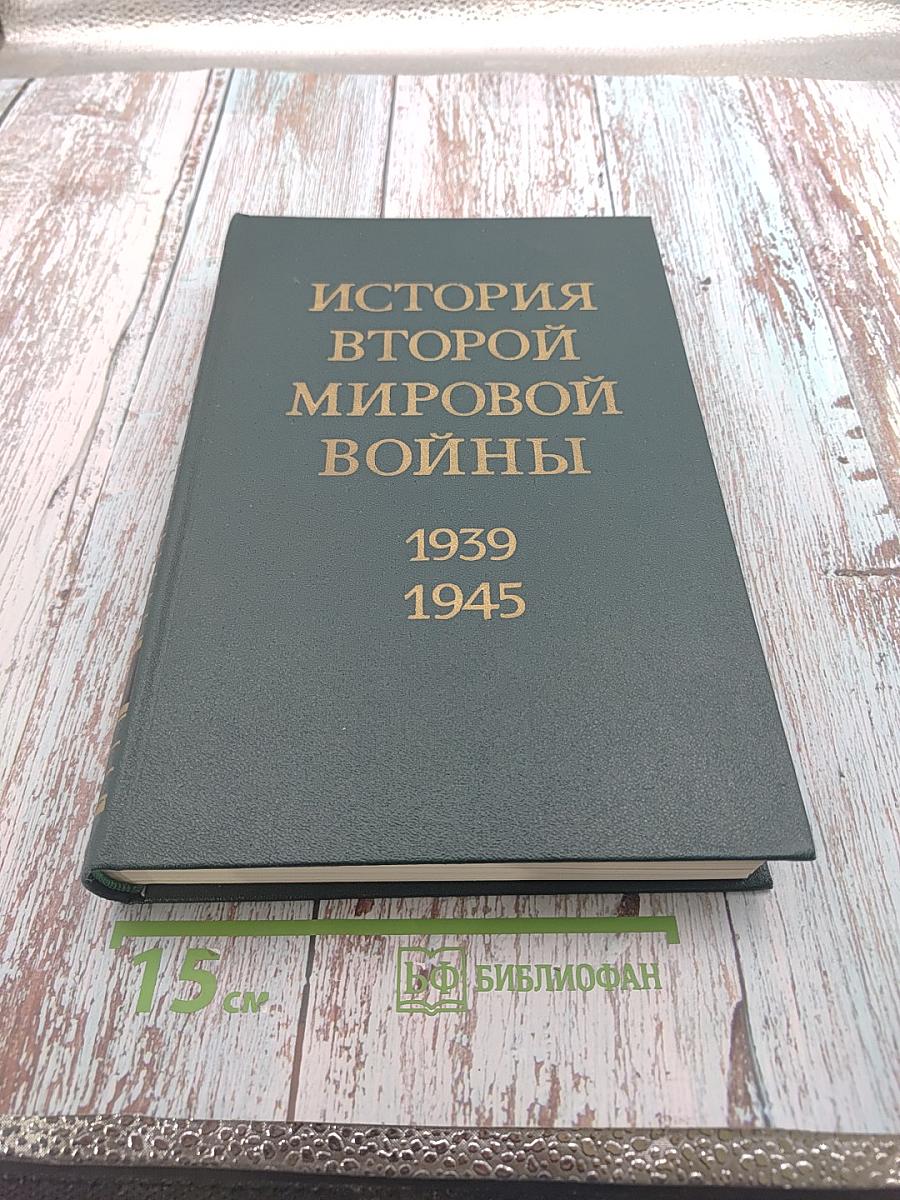 ИСТОРИЯ
ВТОРОЙ
МИРОВОЙ
ВОЙНЫ
1939
1945
15 см
БФ БИБЛИОФАН